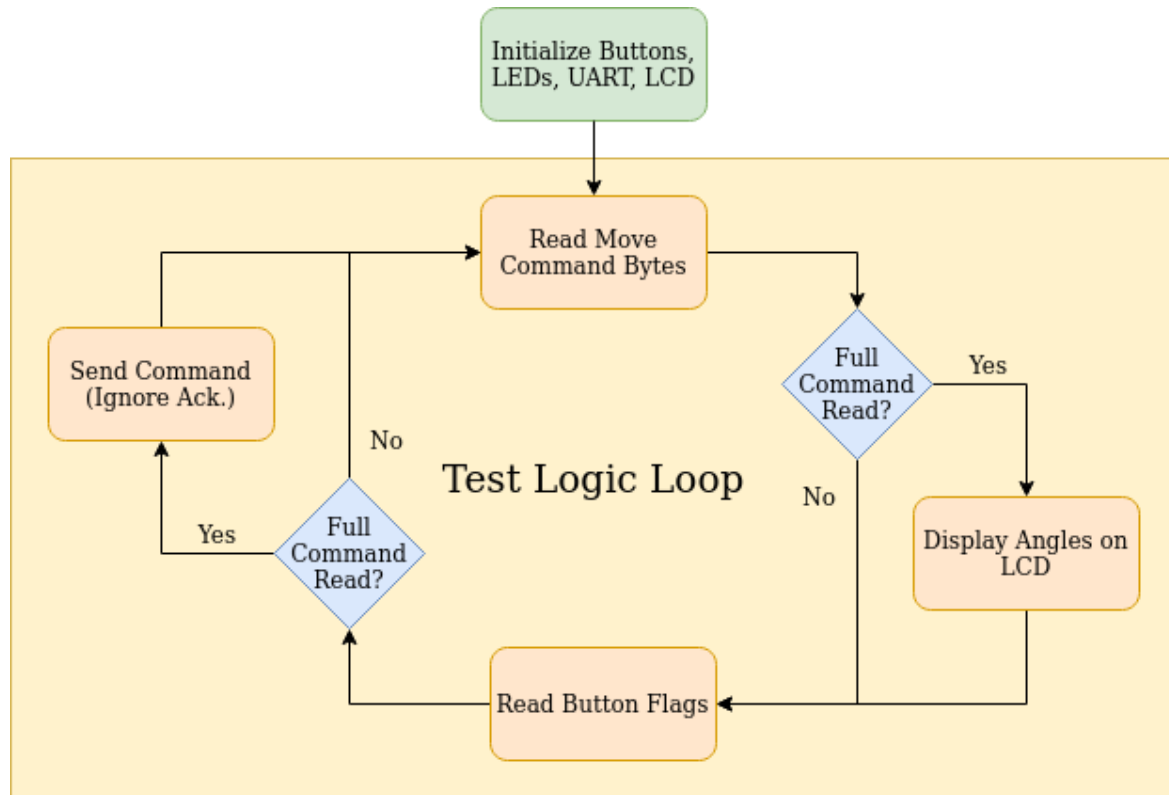 Initialize Buttons,
LEDs, UART, LCD
Read Move
Command Bytes
Full
Command
Read?
Yes
No
Display Angles on
LCD
Test Logic Loop
Read Button Flags
Full
Command
Read?
Yes
No
Send Command
(Ignore Ack.)